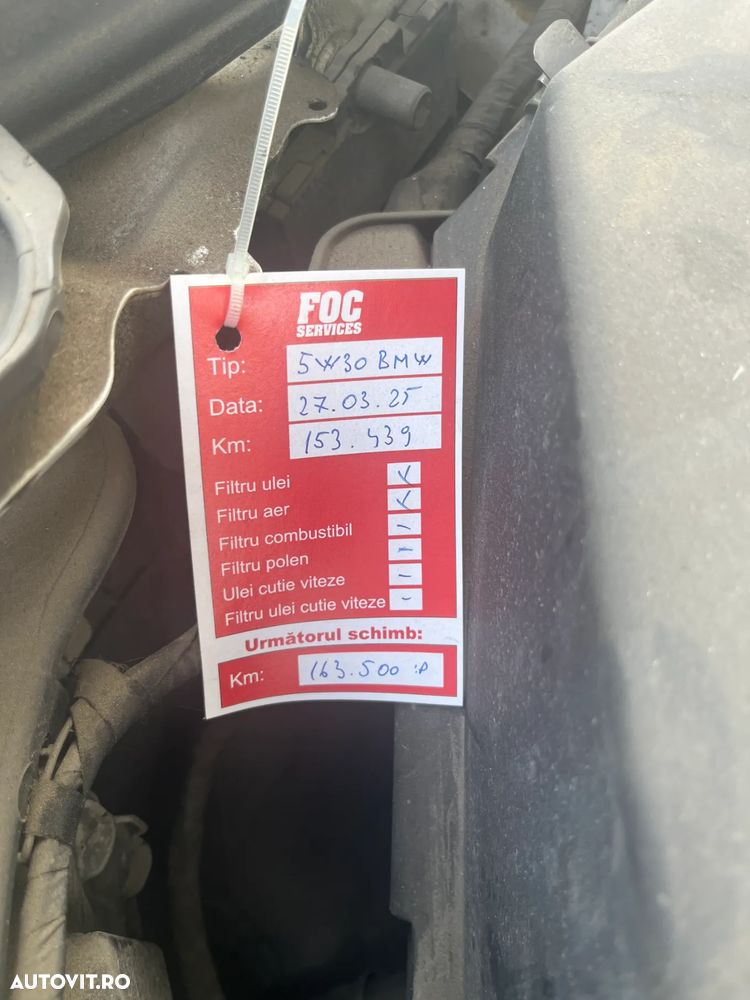 FOC
SERVICES
Tip: 5W30 BMW
Data: 27.03.25
Km: 153.439
Filtru ulei
Filtru aer
Filtru combustibil
Filtru polen
Ulei cutie viteze
Filtru ulei cutie viteze
Următorul schimb:
Km: 163.500
AUTOVIT.RO